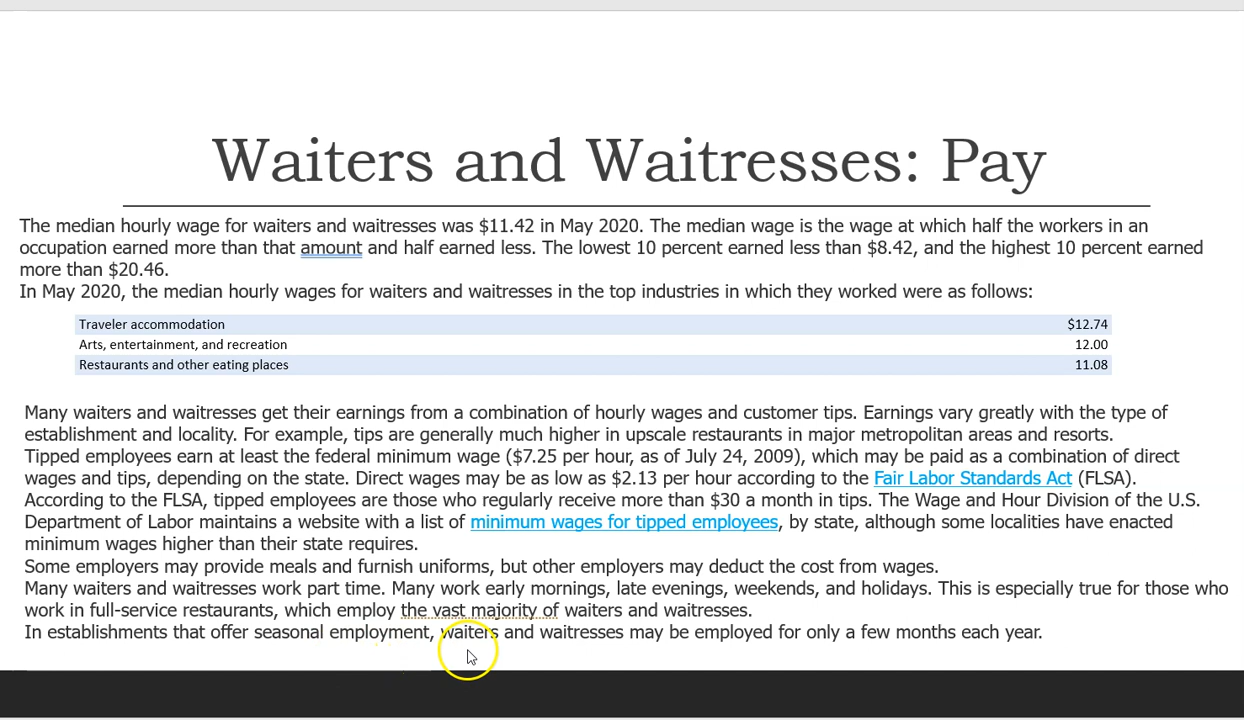 Waiters and Waitresses: Pay
The median hourly wage for waiters and waitresses was $11.42 in May 2020. The median wage is the wage at which half the workers in an
occupation earned more than that amount and half earned less. The lowest 10 percent earned less than $8.42, and the highest 10 percent earned
more than $20.46.
In May 2020, the median hourly wages for waiters and waitresses in the top industries in which they worked were as follows:
Traveler accommodation $12.74
Arts, entertainment, and recreation 12.00
Restaurants and other eating places 11.08
Many waiters and waitresses get their earnings from a combination of hourly wages and customer tips. Earnings vary greatly with the type of
establishment and locality. For example, tips are generally much higher in upscale restaurants in major metropolitan areas and resorts.
Tipped employees earn at least the federal minimum wage ($7.25 per hour, as of July 24, 2009), which may be paid as a combination of direct
wages and tips, depending on the state. Direct wages may be as low as $2.13 per hour according to the Fair Labor Standards Act (FLSA).
According to the FLSA, tipped employees are those who regularly receive more than $30 a month in tips. The Wage and Hour Division of the U.S.
Department of Labor maintains a website with a list of minimum wages for tipped employees, by state, although some localities have enacted
minimum wages higher than their state requires.
Some employers may provide meals and furnish uniforms, but other employers may deduct the cost from wages.
Many waiters and waitresses work part time. Many work early mornings, late evenings, weekends, and holidays. This is especially true for those who
work in full-service restaurants, which employ the vast majority of waiters and waitresses.
In establishments that offer seasonal employment, waiters and waitresses may be employed for only a few months each year.